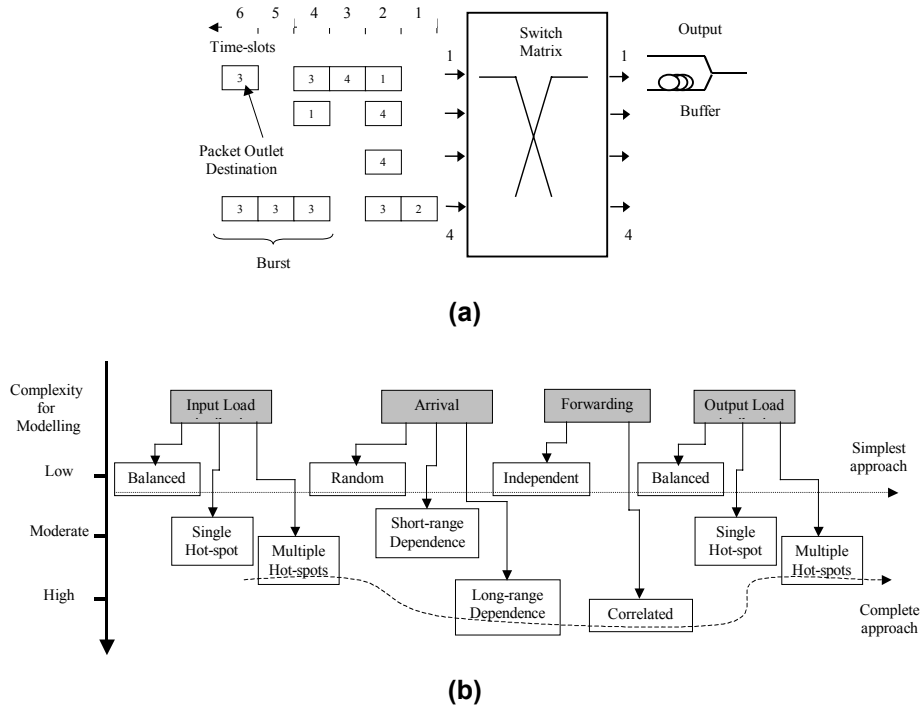 6 5 4 3 2 1
Time-slots
Switch
Matrix
Output
1
1
3
3 4 1
1
4
Buffer
Packet Outlet
Destination
4
3 3 3
3 2
4
4
Burst
(a)
Complexity
for
Modelling
Input Load
Arrival
Forwarding
Output Load
Low
Balanced
Random
Independent
Balanced
Simplest
approach
Moderate
Single
Hot-spot
Multiple
Hot-spots
Short-range
Dependence
Single
Hot-spot
Multiple
Hot-spots
High
Long-range
Dependence
Correlated
Complete
approach
(b)